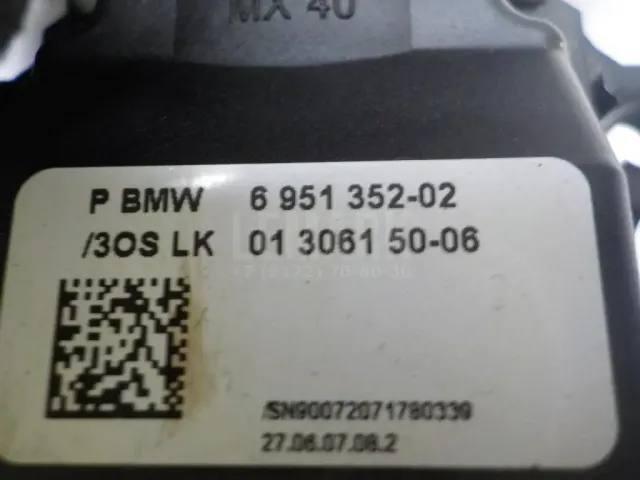 MX 40
P BMW 6 951 352-02
/3OS LK 01 3061 50-06
/SN90072071780339
27.06.07.08.2